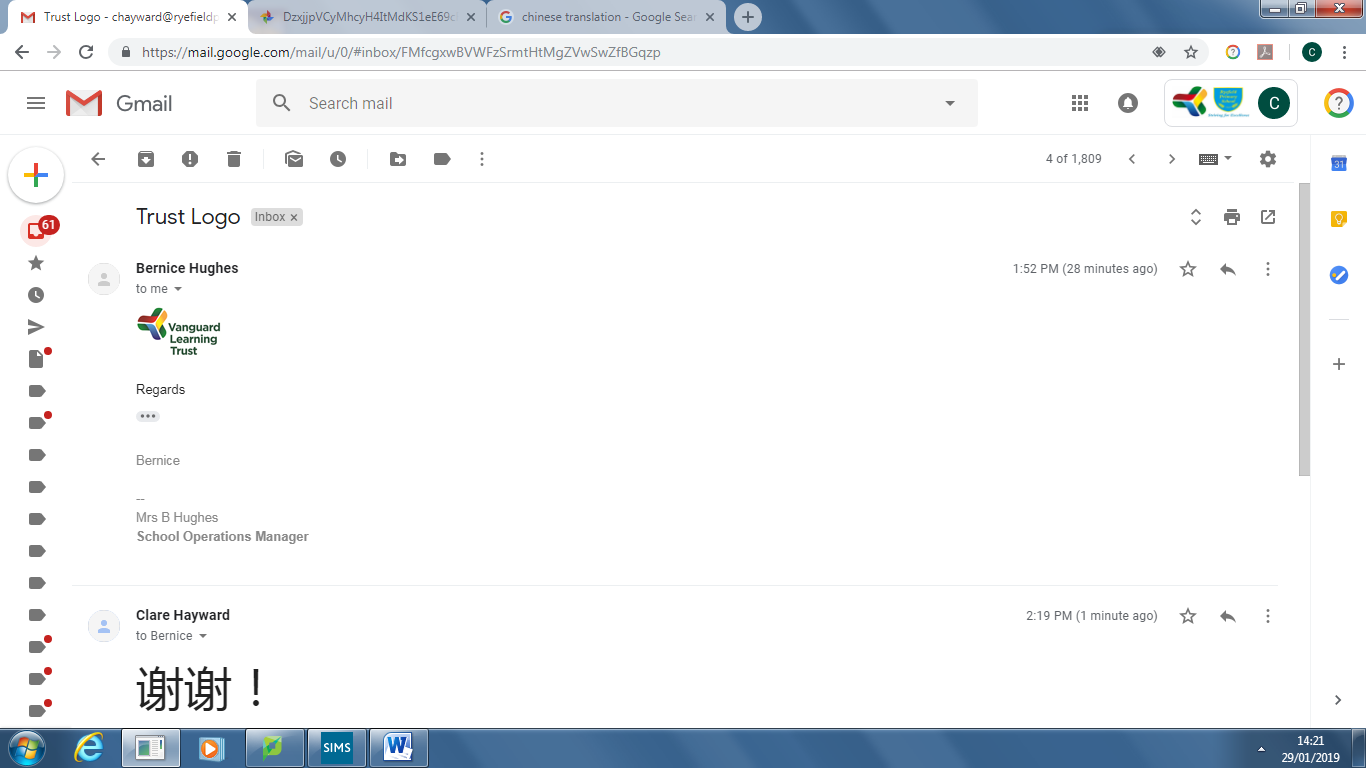 Trust Logo - chayward@ryefieldp
DzxjjpVCyMhcyH4ItMdKS1eE69c
chinese translation - Google Sear
https://mail.google.com/mail/u/0/#inbox/FMfcgxwBVWFzSrmtHtMgZVwSwZfBGqzp
C
Gmail
Search mail
C
4 of 1,809
31
61
Trust Logo
Inbox ×
Bernice Hughes
1:52 PM (28 minutes ago)
to me
Vanguard
Learning
Trust
Regards
Bernice
--
Mrs B Hughes
School Operations Manager
Clare Hayward
2:19 PM (1 minute ago)
to Bernice
谢谢！
SIMS
14:21
29/01/2019